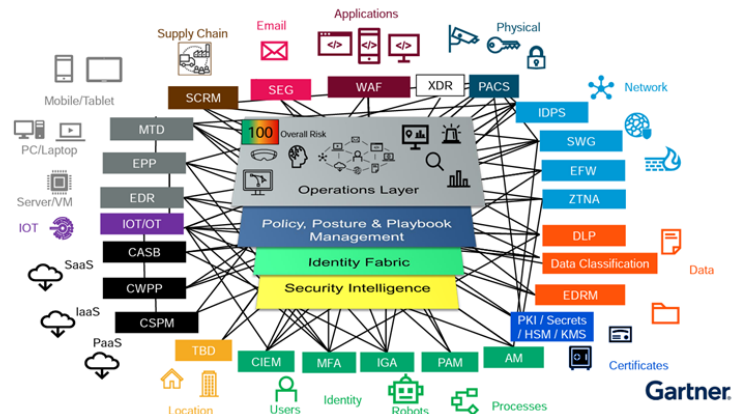 Applications
Supply Chain
Email
Physical
SCRM
SEG
WAF
XDR
PACS
Mobile/Tablet
IDPS
Network
MTD
100
Overall Risk
SWG
PC/Laptop
EPP
EFW
Server/VM
EDR
Operations Layer
ZTNA
IOT
IOT/OT
Policy, Posture & Playbook
Management
DLP
CASB
Identity Fabric
Data Classification
Data
SaaS
CWPP
Security Intelligence
EDRM
IaaS
CSPM
PKI / Secrets
/ HSM / KMS
PaaS
TBD
CIEM
MFA
IGA
PAM
AM
Certificates
Location
Users
Identity
Robots
Processes
Gartner